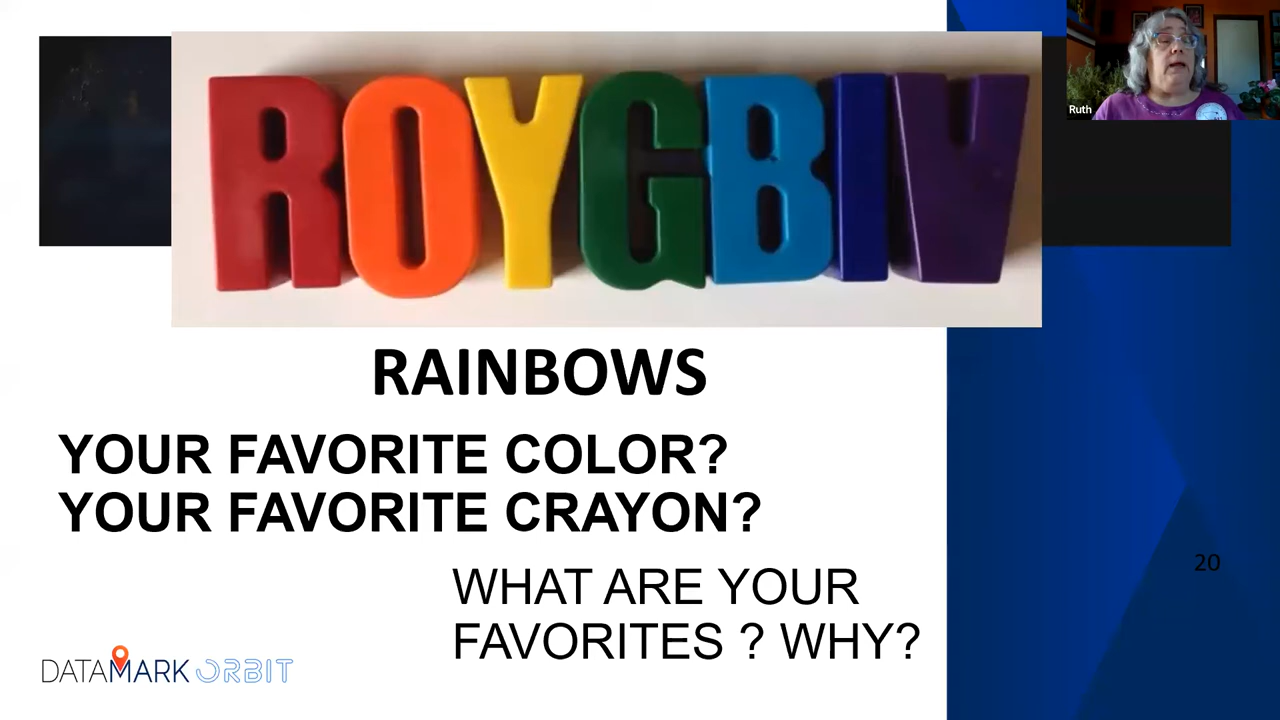 ROYGBIV
Ruth
RAINBOWS
YOUR FAVORITE COLOR?
YOUR FAVORITE CRAYON?
WHAT ARE YOUR
FAVORITES ? WHY?
20
DATAMARK ORBIT